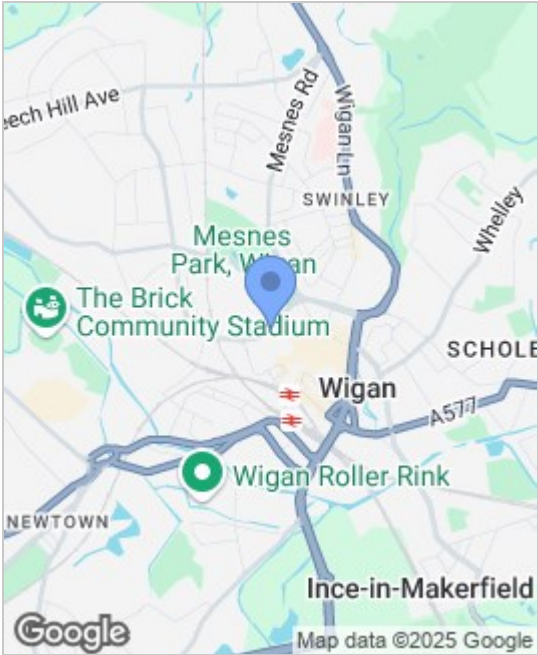 eech Hill Ave
Mesnes Rd
Wigan Ln
SWINLEY
Whelley
Mesnes
Park, Wigan
The Brick
Community Stadium
SCHOLE
Wigan
A577
Wigan Roller Rink
NEWTOWN
Ince-in-Makerfield
Google
Map data ©2025 Google